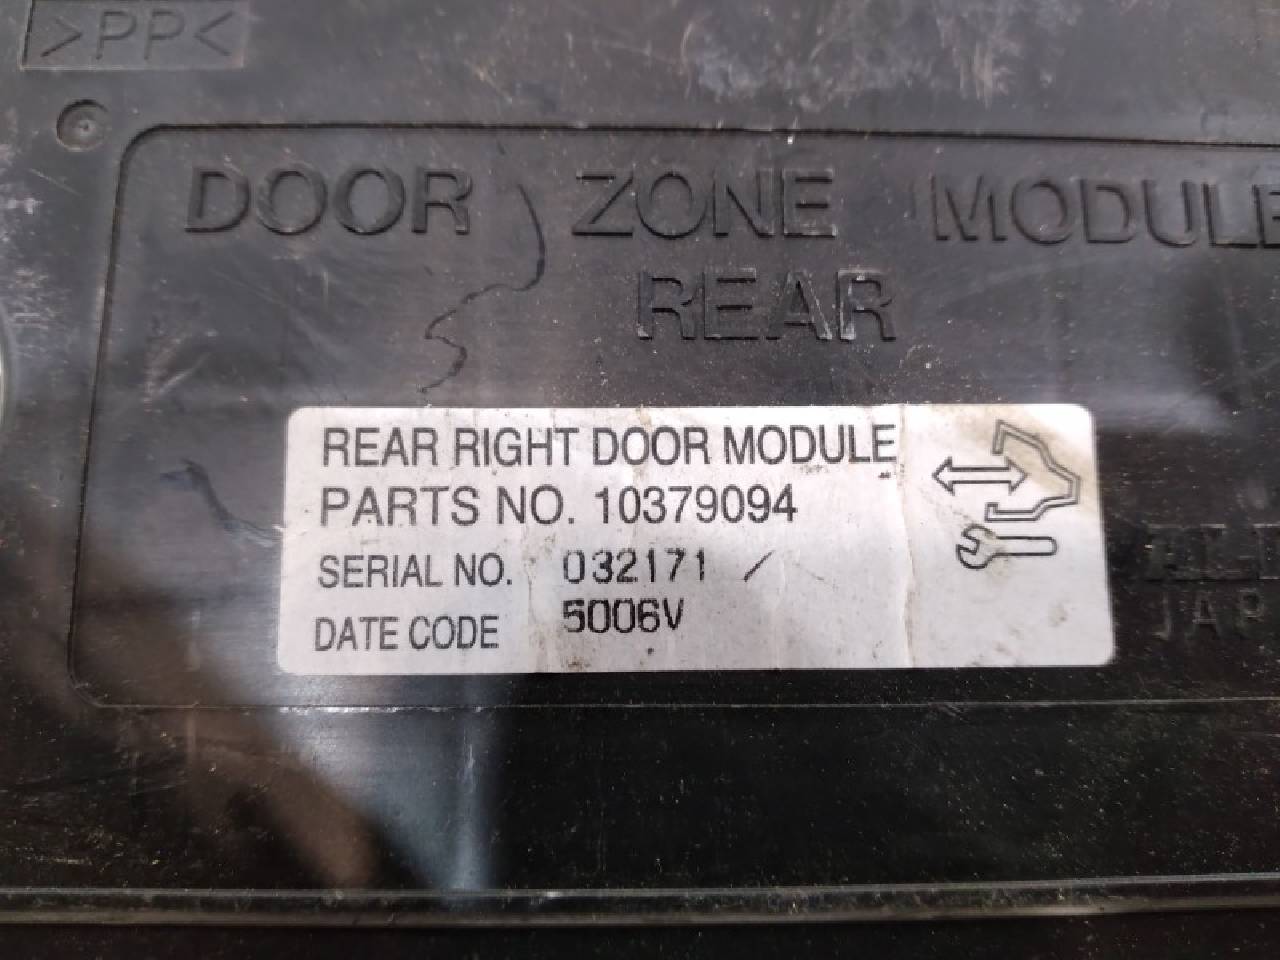 >PP<
DOOR ZONE MODULE
REAR
REAR RIGHT DOOR MODULE
PARTS NO. 10379094
SERIAL NO. 032171 /
DATE CODE 5006V